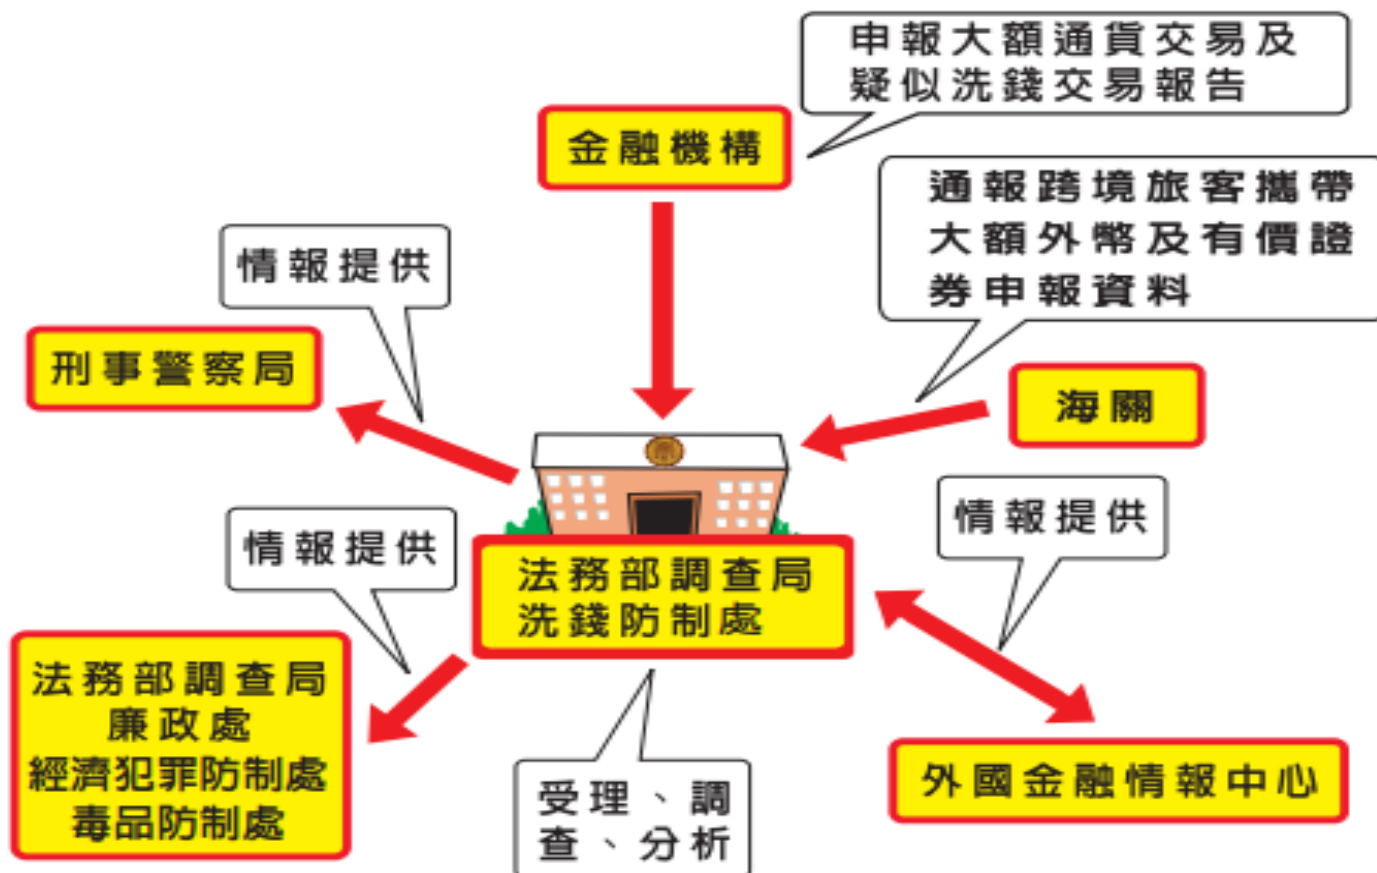 申報大額通貨交易及
疑似洗錢交易報告
金融機構
通報跨境旅客攜帶
大額外幣及有價證
券申報資料
情報提供
刑事警察局
海關
情報提供
情報提供
法務部調查局
洗錢防制處
法務部調查局
廉政處
經濟犯罪防制處
毒品防制處
外國金融情報中心
受理、調
查、分析